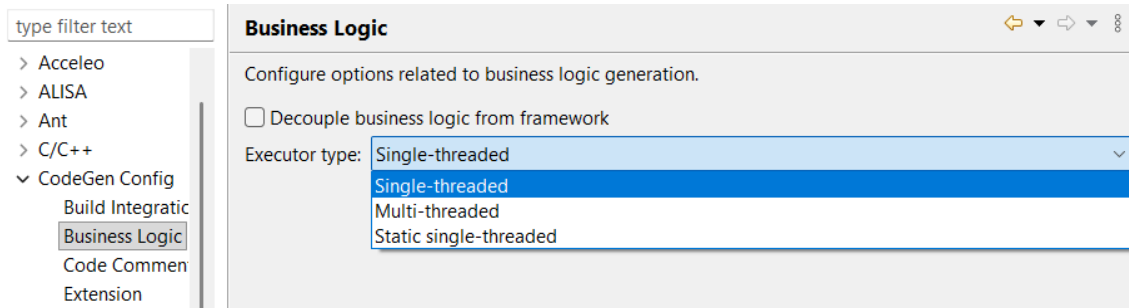 type filter text
Acceleo
ALISA
Ant
C/C++
CodeGen Config
Build Integratic
Business Logic
Code Commen
Extension
Business Logic
Configure options related to business logic generation.
Decouple business logic from framework
Executor type: Single-threaded
Single-threaded
Multi-threaded
Static single-threaded